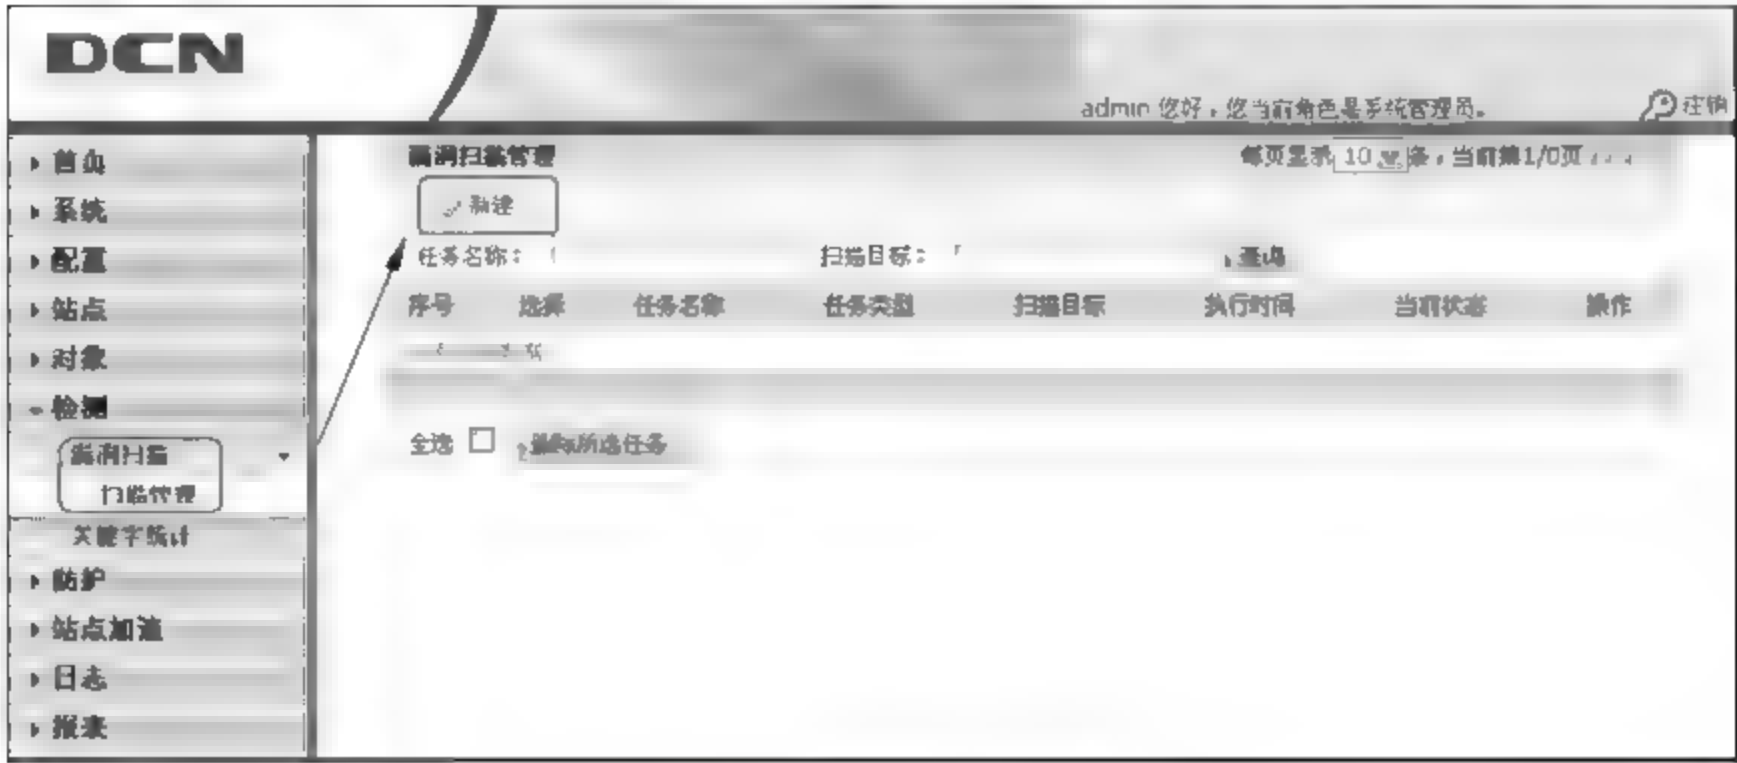 DCN
admin 您好，您当前角色是系统管理员。
注销
首页
系统
配置
站点
对象
检测
漏洞扫描
扫描管理
关键字统计
防护
站点加速
日志
报表
漏洞扫描管理
每页显示 10 条，当前第1/0页
新建
任务名称：
扫描目标：
查询
序号 选择 任务名称 任务类型 扫描目标 执行时间 当前状态 操作
全选
删除所选任务